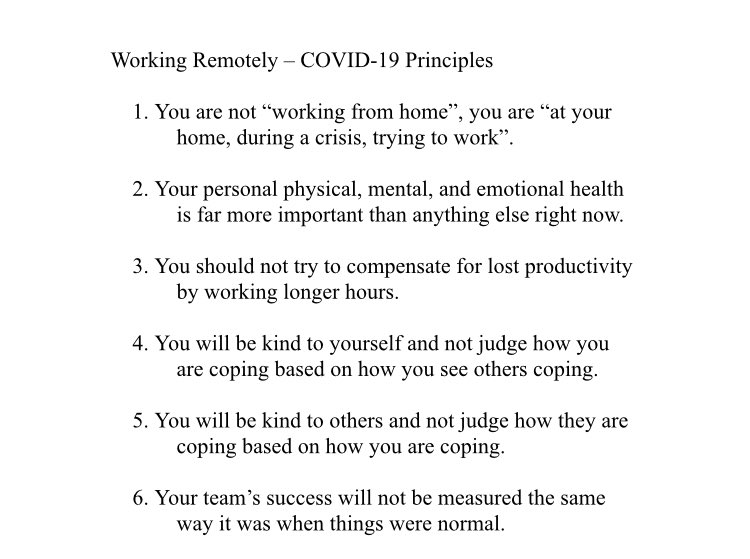 Working Remotely – COVID-19 Principles
1. You are not “working from home”, you are “at your
home, during a crisis, trying to work”.
2. Your personal physical, mental, and emotional health
is far more important than anything else right now.
3. You should not try to compensate for lost productivity
by working longer hours.
4. You will be kind to yourself and not judge how you
are coping based on how you see others coping.
5. You will be kind to others and not judge how they are
coping based on how you are coping.
6. Your team’s success will not be measured the same
way it was when things were normal.